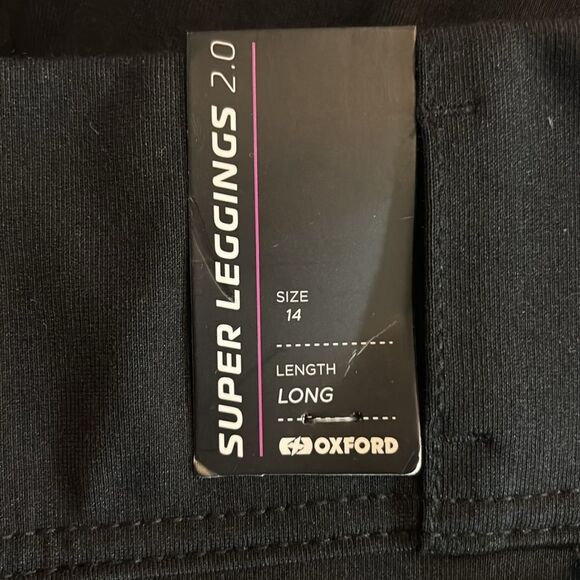 SUPER LEGGINGS 2.0
SIZE
14
LENGTH
LONG
OXFORD